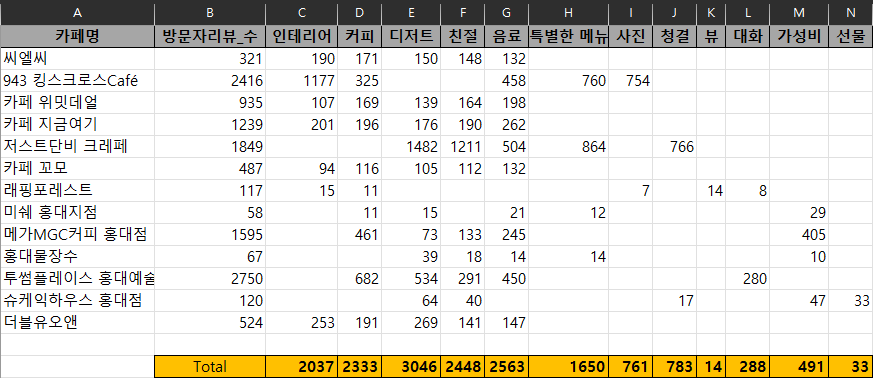 A B C D E F G H I J K L M N
카페명 방문자리뷰_수 인테리어 커피 디저트 친절 음료 특별한 메뉴 사진 청결 뷰 대화 가성비 선물
씨엘씨 321 190 171 150 148 132
943 킹스크로스Café 2416 1177 325 458 760 754
카페 위밋데얼 935 107 169 139 164 198
카페 지금여기 1239 201 196 176 190 262
저스트단비 크레페 1849 1482 1211 504 864 766
카페 꼬모 487 94 116 105 112 132
래핑포레스트 117 15 11 7 14 8
미쉐 홍대지점 58 11 15 21 12 29
메가MGC커피 홍대점 1595 461 73 133 245 405
홍대물장수 67 39 18 14 14 10
투썸플레이스 홍대예술 2750 682 534 291 450 280
슈케익하우스 홍대점 120 64 40 17 47 33
더블유오앤 524 253 191 269 141 147
Total 2037 2333 3046 2448 2563 1650 761 783 14 288 491 33